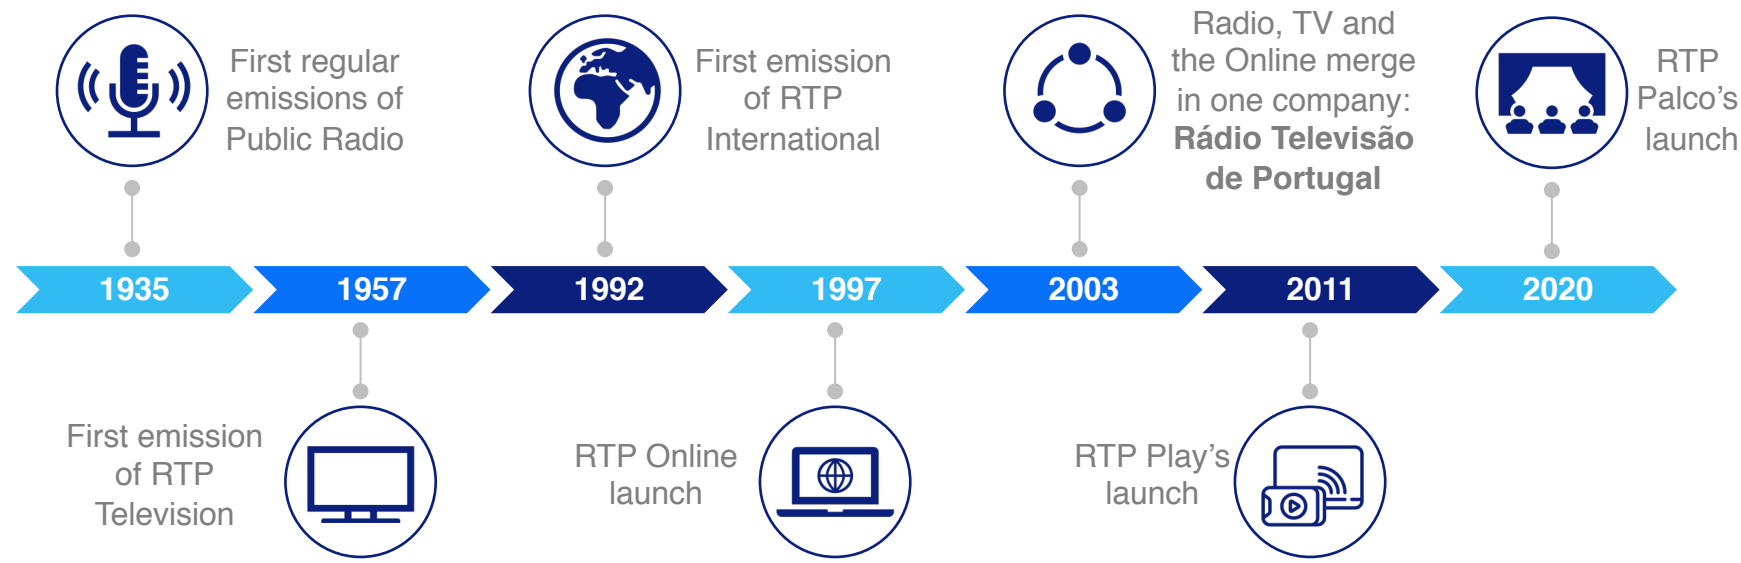 First regular
emissions of
Public Radio
First emission
of RTP
International
Radio, TV and
the Online merge
in one company:
Rádio Televisão
de Portugal
RTP
Palco’s
launch
1935
1957
1992
1997
2003
2011
2020
First emission
of RTP
Television
RTP Online
launch
RTP Play’s
launch